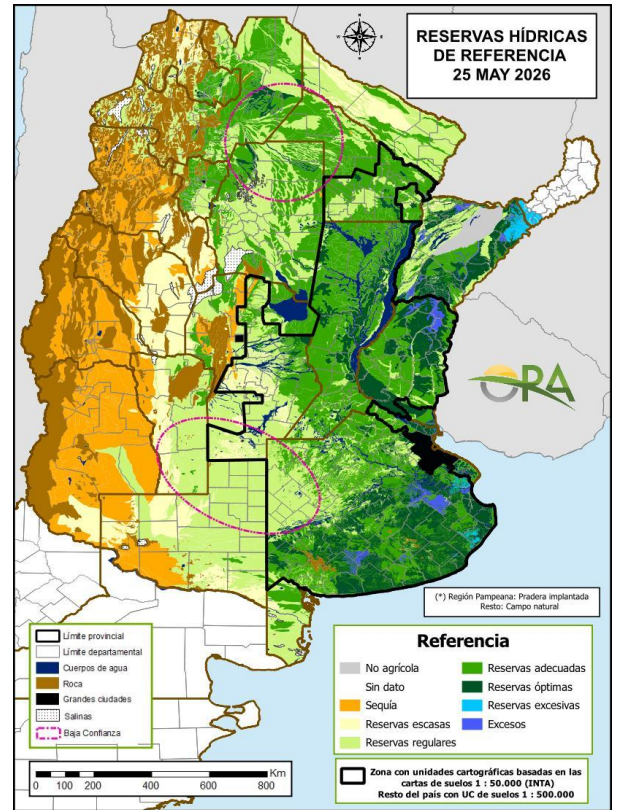 RESERVAS HÍDRICAS
DE REFERENCIA
25 MAY 2026
OPA
(*) Región Pampeana: Pradera implantada
Resto: Campo natural
Límite provincial
Límite departamental
Cuerpos de agua
Roca
Grandes ciudades
Salinas
Baja Confianza
Referencia
No agrícola
Sin dato
Sequía
Reservas escasas
Reservas regulares
Reservas adecuadas
Reservas óptimas
Reservas excesivas
Excesos
Km
0 50 100 200 300 400 600 800
Zona con unidades cartográficas basadas en las
cartas de suelos 1 : 50.000 (INTA)
Resto del país con UC de suelos 1 : 500.000